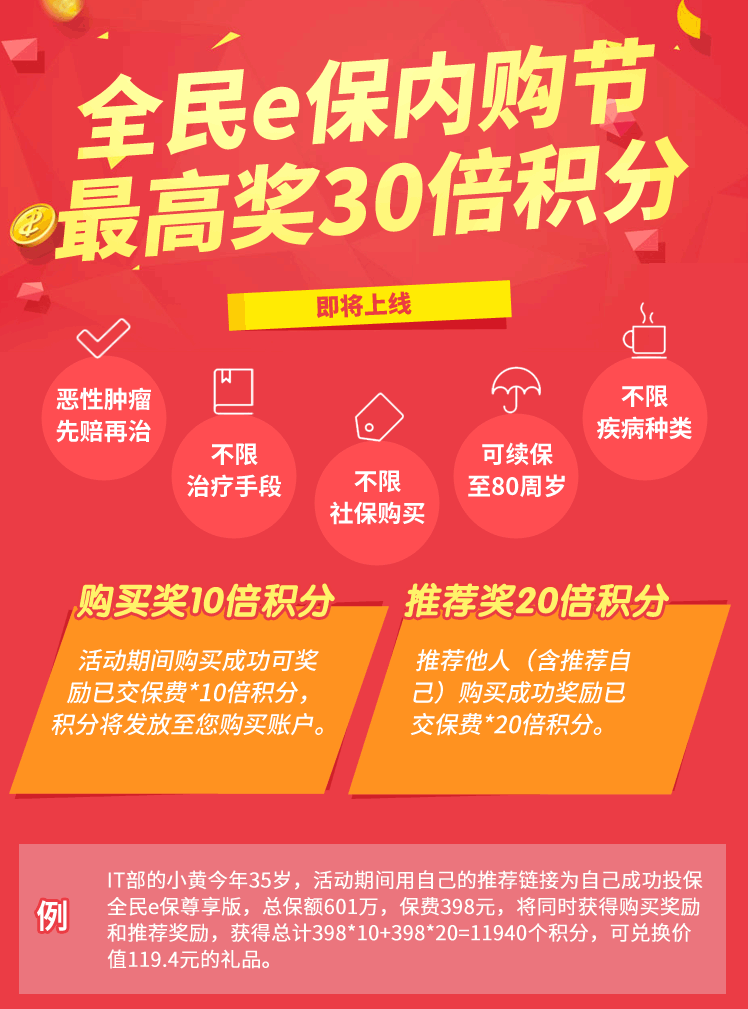 全民e保内购节
最高奖30倍积分
即将上线
恶性肿瘤
先赔再治
不限
治疗手段
不限
社保购买
可续保
至80周岁
不限
疾病种类
购买奖10倍积分
活动期间购买成功可奖
励已交保费*10倍积分，
积分将发放至您购买账户。
推荐奖20倍积分
推荐他人（含推荐自
己）购买成功奖励已
交保费*20倍积分。
例
IT部的小黄今年35岁，活动期间用自己的推荐链接为自己成功投保
全民e保尊享版，总保额601万，保费398元，将同时获得购买奖励
和推荐奖励，获得总计398*10+398*20=11940个积分，可兑换价
值119.4元的礼品。